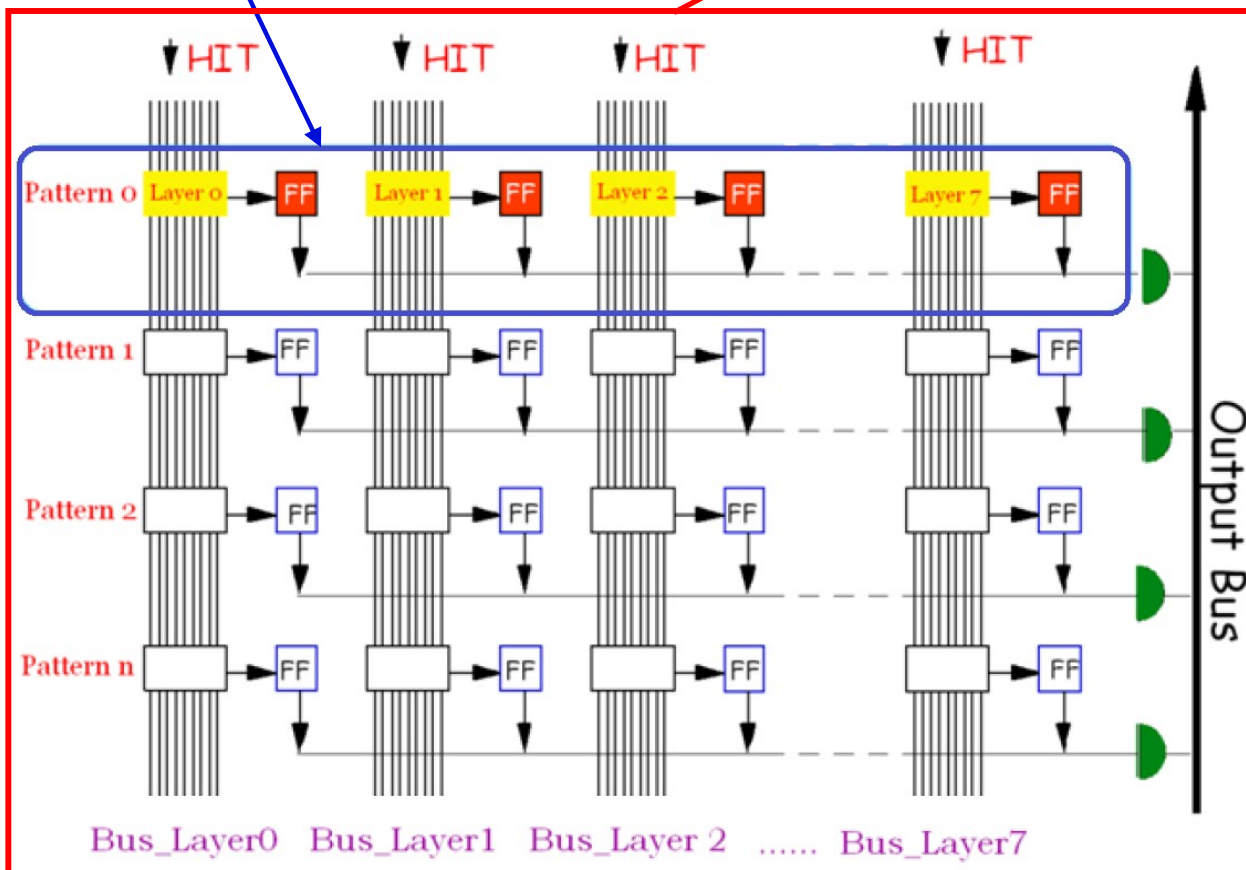 HIT HIT HIT HIT
Pattern 0 Layer 0 FF Layer 1 FF Layer 2 FF Layer 7 FF
Pattern 1 FF FF FF FF
Pattern 2 FF FF FF FF
Pattern n FF FF FF FF
Output Bus
Bus_Layer0 Bus_Layer1 Bus_Layer 2 ...... Bus_Layer7